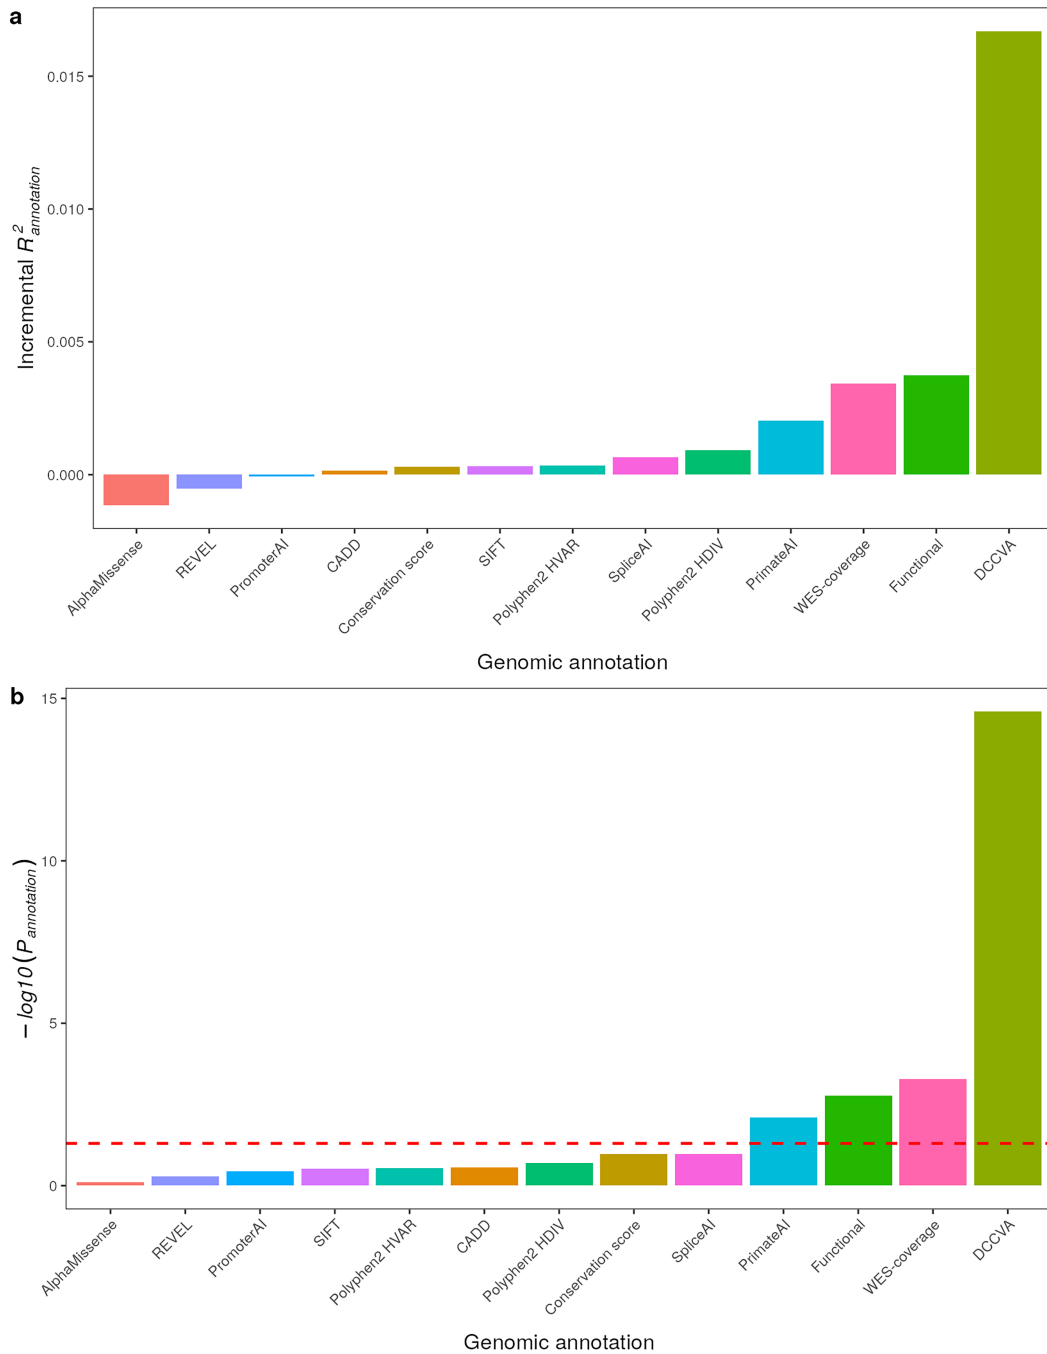 a
Incremental R²annotation
0.015
0.010
0.005
0.000
AlphaMissense
REVEL
PromoterAI
CADD
Conservation score
SIFT
Polyphen2 HVAR
SpliceAI
Polyphen2 HDIV
PrimateAI
WES-coverage
Functional
DCCVA
Genomic annotation
b
−log10(Pannotation)
15
10
5
0
AlphaMissense
REVEL
PromoterAI
SIFT
Polyphen2 HVAR
CADD
Polyphen2 HDIV
Conservation score
SpliceAI
PrimateAI
Functional
WES-coverage
DCCVA
Genomic annotation